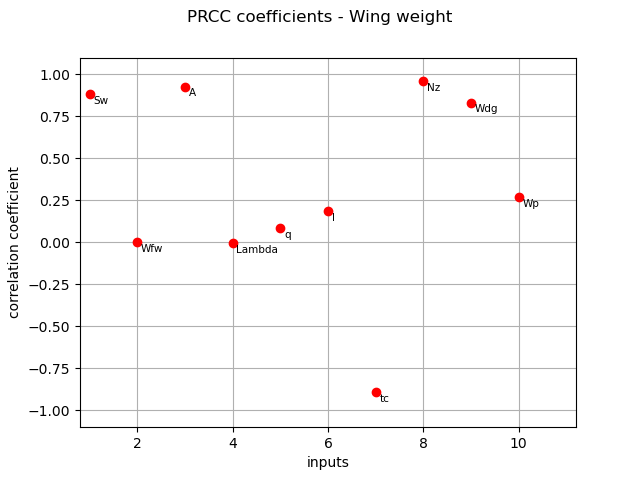 PRCC coefficients - Wing weight
1.00
0.75
0.50
0.25
0.00
−0.25
−0.50
−0.75
−1.00
correlation coefficient
Sw
Wfw
A
Lambda
q
l
tc
Nz
Wdg
Wp
2 4 6 8 10
inputs